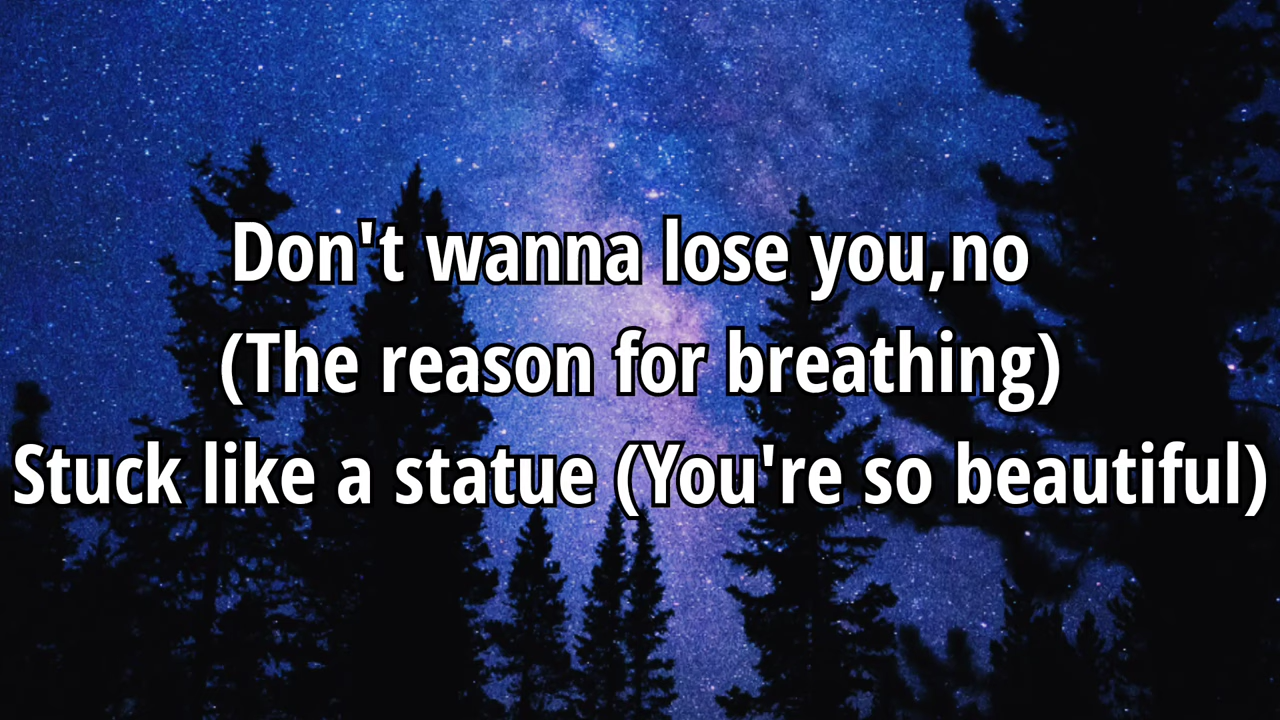 Don't wanna lose you,no
(The reason for breathing)
Stuck like a statue (You're so beautiful)